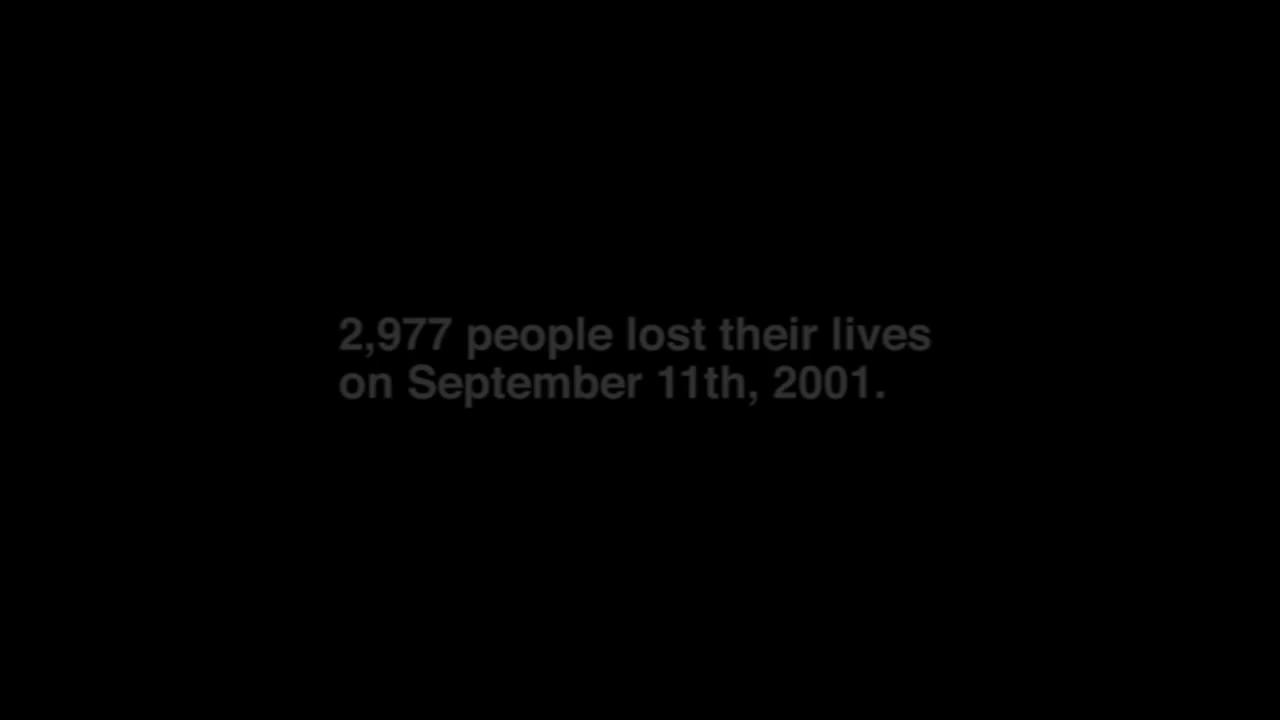 2,977 people lost their lives
on September 11th, 2001.